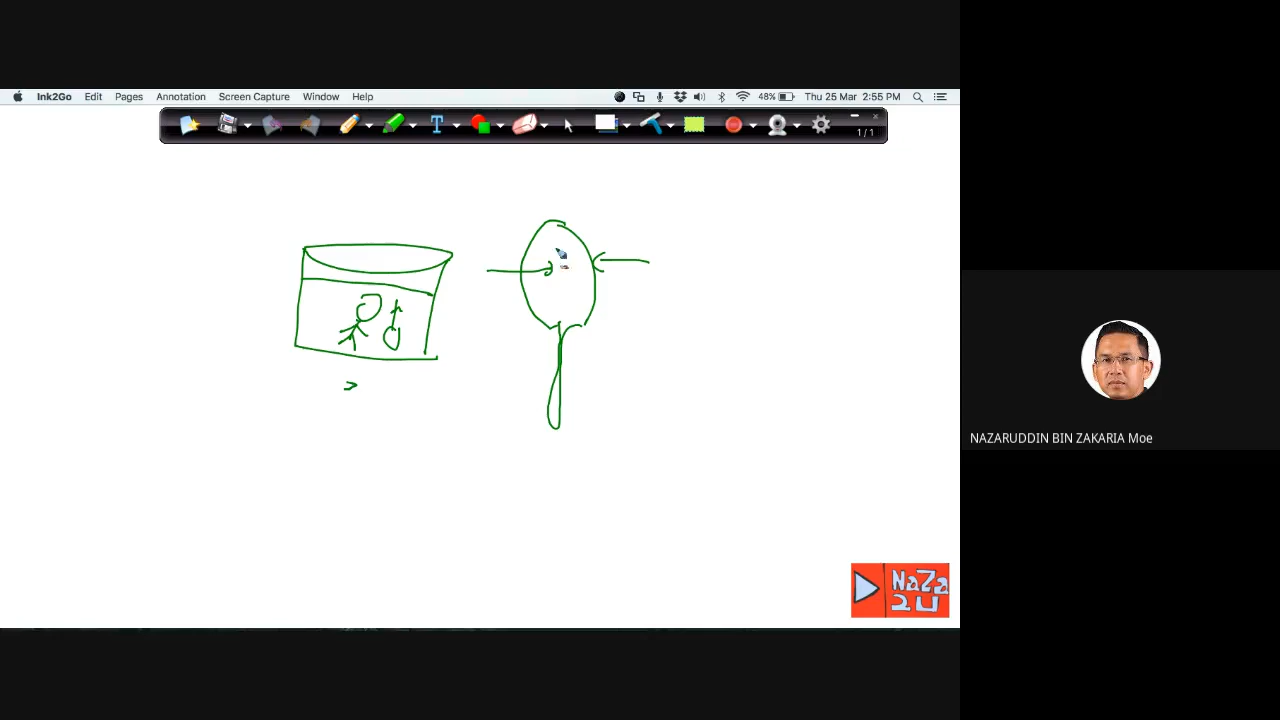 Ink2Go Edit Pages Annotation Screen Capture Window Help 48% Thu 25 Mar 2:55 PM
T 1/1
NAZARUDDIN BIN ZAKARIA Moe
NaZa
2U